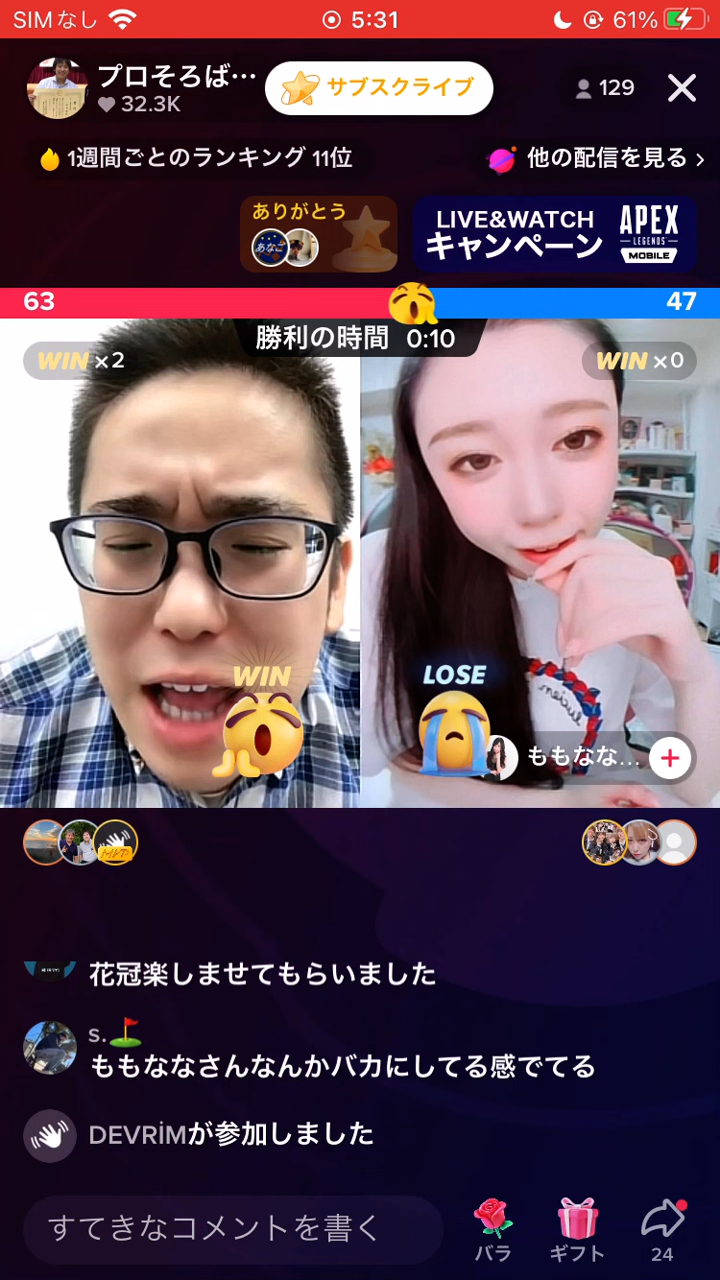 SIMなし 5:31 61%
プロそろば… サブスクライブ 129
32.3K
1週間ごとのランキング 11位 他の配信を見る
ありがとう
あなご
LIVE&WATCH
キャンペーン
APEX
LEGENDS
MOBILE
63 47
勝利の時間 0:10
WIN ×2 WIN ×0
WIN LOSE
ももなな…
花冠楽しませてもらいました
s.
ももななさんなんかバカにしてる感でてる
DEVRİMが参加しました
すてきなコメントを書く
バラ ギフト 24